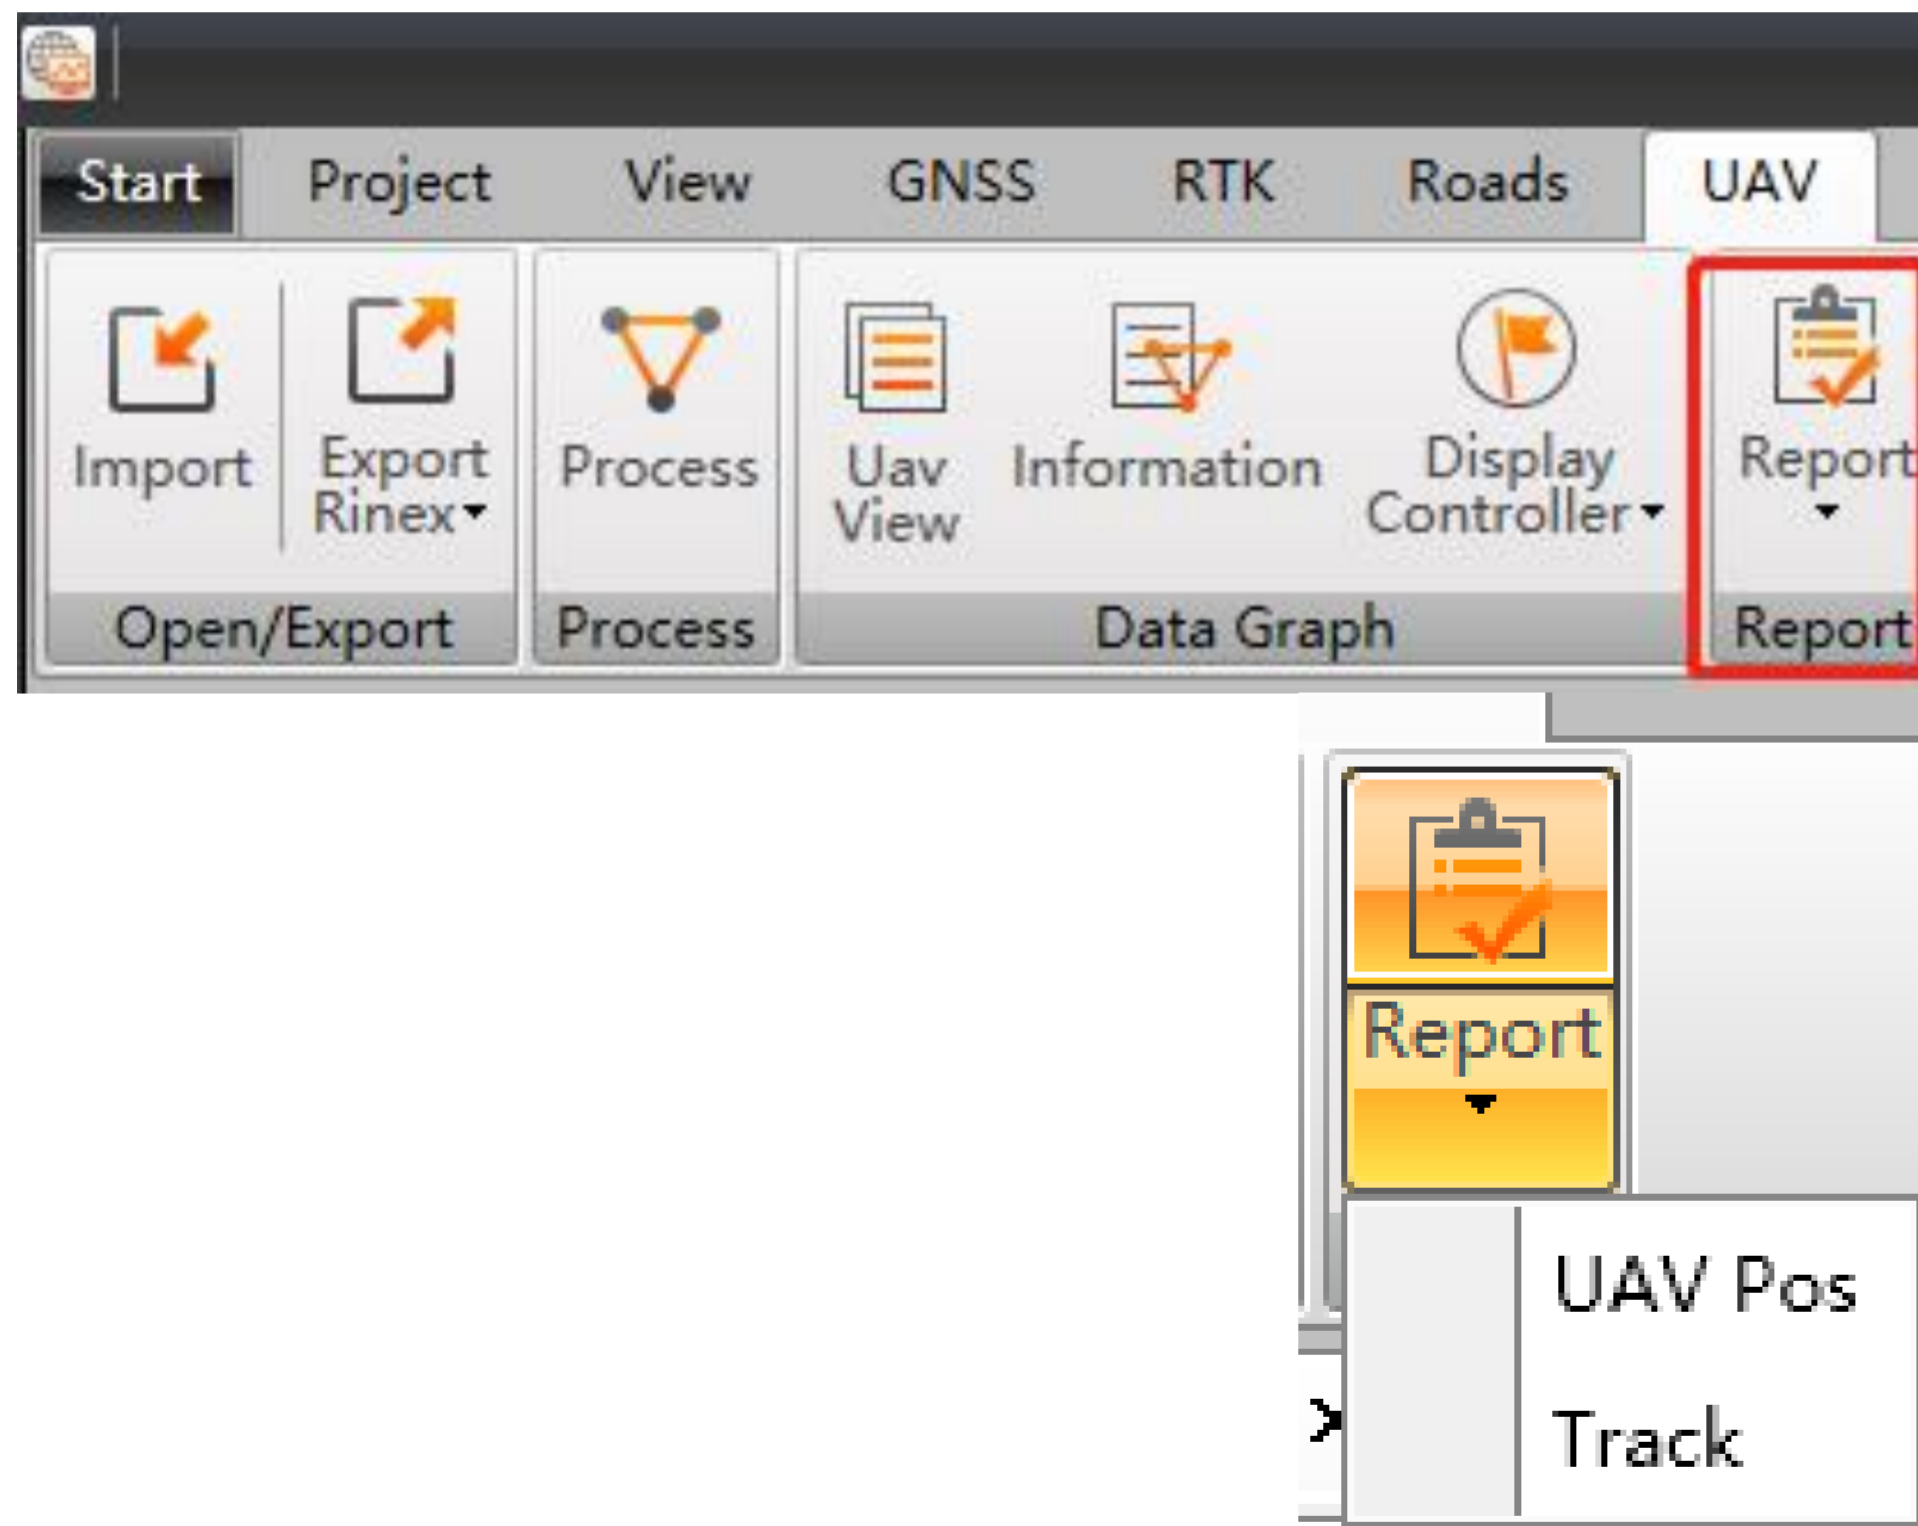 Start Project View GNSS RTK Roads UAV
Import Export Rinex Process Uav View Information Display Controller Report
Open/Export Process Data Graph Report
Report
UAV Pos
Track